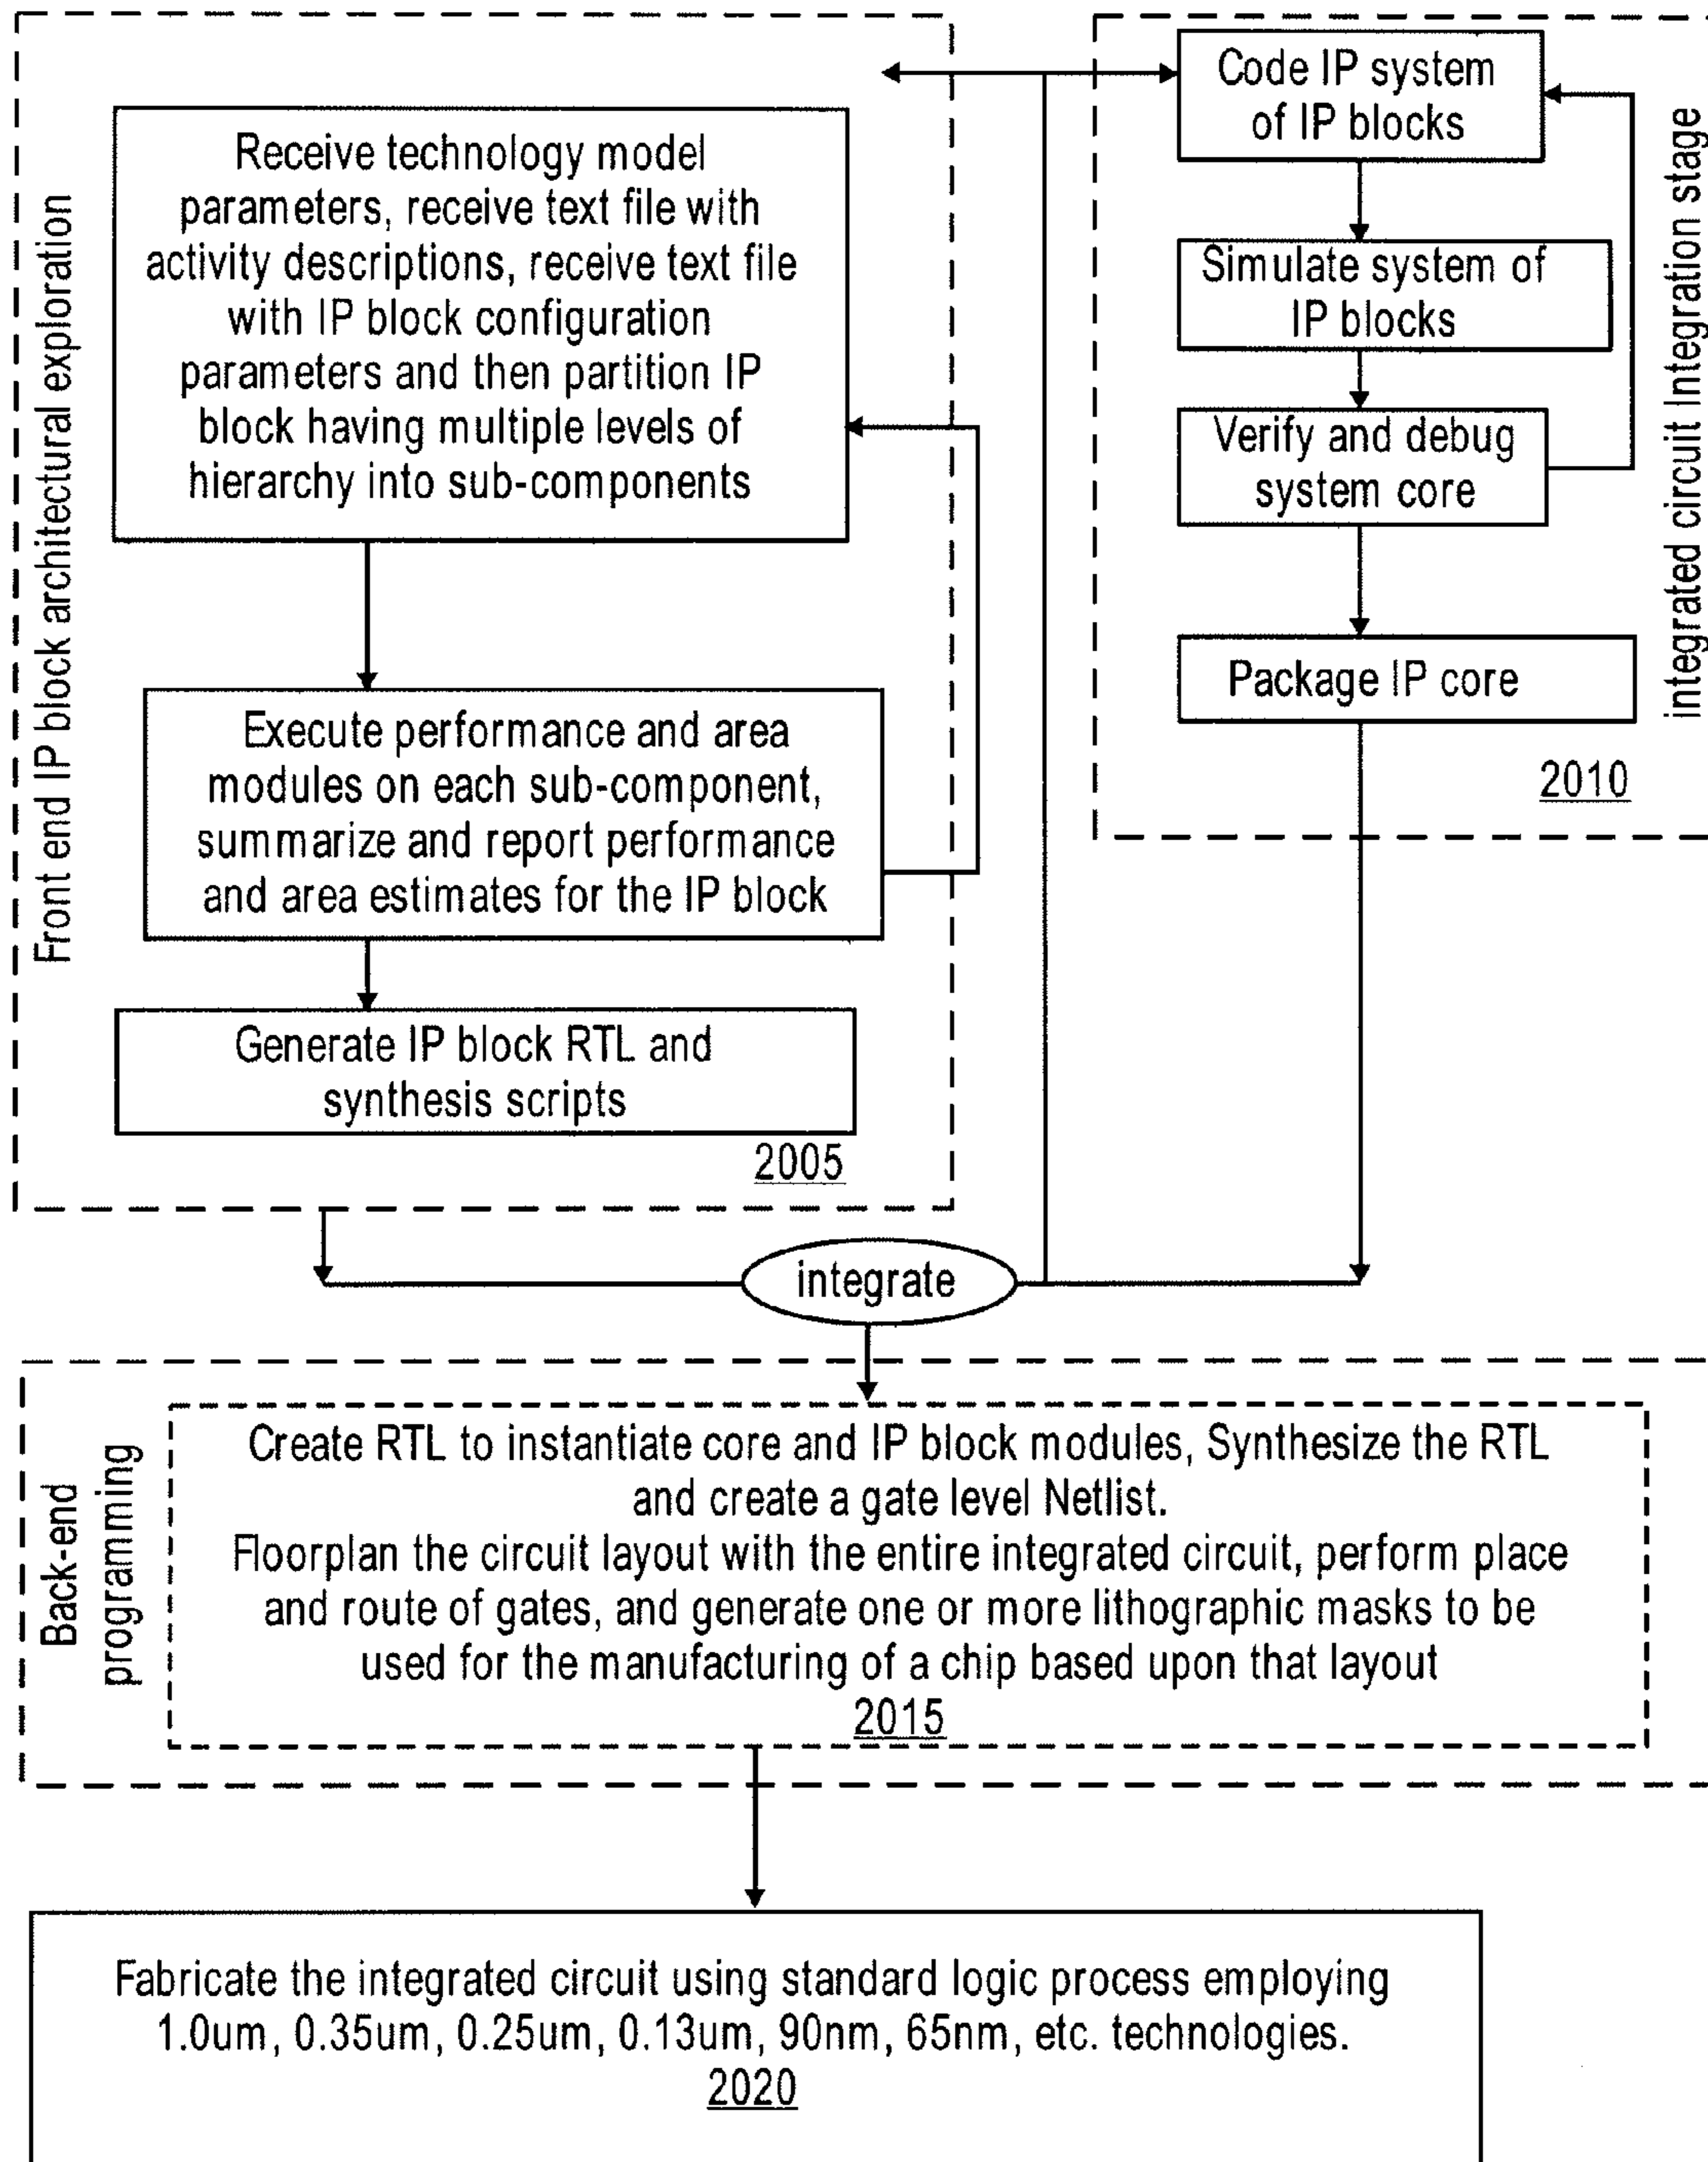 Front end IP block architectural exploration
Receive technology model
parameters, receive text file with
activity descriptions, receive text file
with IP block configuration
parameters and then partition IP
block having multiple levels of
hierarchy into sub-components
Execute performance and area
modules on each sub-component,
summarize and report performance
and area estimates for the IP block
Generate IP block RTL and
synthesis scripts
2005
Code IP system
of IP blocks
Simulate system of
IP blocks
Verify and debug
system core
Package IP core
2010
integrated circuit Integration stage
integrate
Back-end
programming
Create RTL to instantiate core and IP block modules, Synthesize the RTL
and create a gate level Netlist.
Floorplan the circuit layout with the entire integrated circuit, perform place
and route of gates, and generate one or more lithographic masks to be
used for the manufacturing of a chip based upon that layout
2015
Fabricate the integrated circuit using standard logic process employing
1.0um, 0.35um, 0.25um, 0.13um, 90nm, 65nm, etc. technologies.
2020